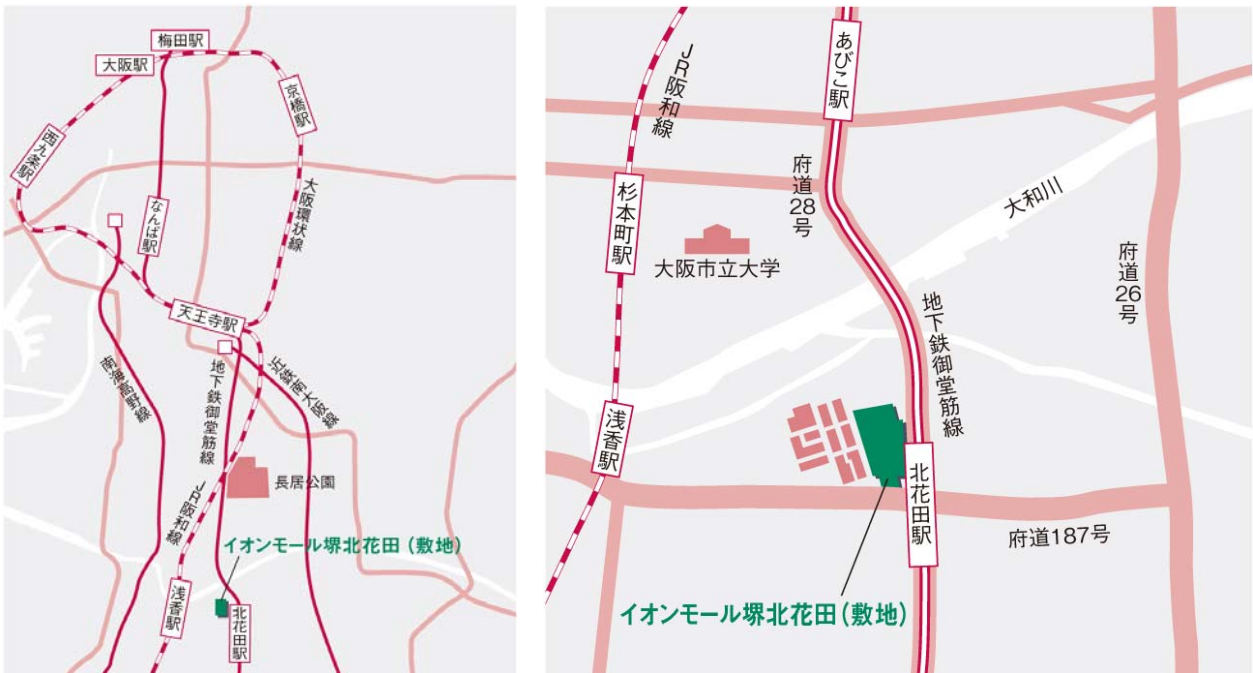 梅田駅
大阪駅
京橋駅
西九条駅
大阪環状線
なんば駅
天王寺駅
南海高野線
地下鉄御堂筋線
近鉄南大阪線
長居公園
JR阪和線
イオンモール堺北花田(敷地)
浅香駅
北花田駅
あびこ駅
JR阪和線
府道28号
杉本町駅
大和川
大阪市立大学
府道26号
地下鉄御堂筋線
浅香駅
北花田駅
府道187号
イオンモール堺北花田(敷地)